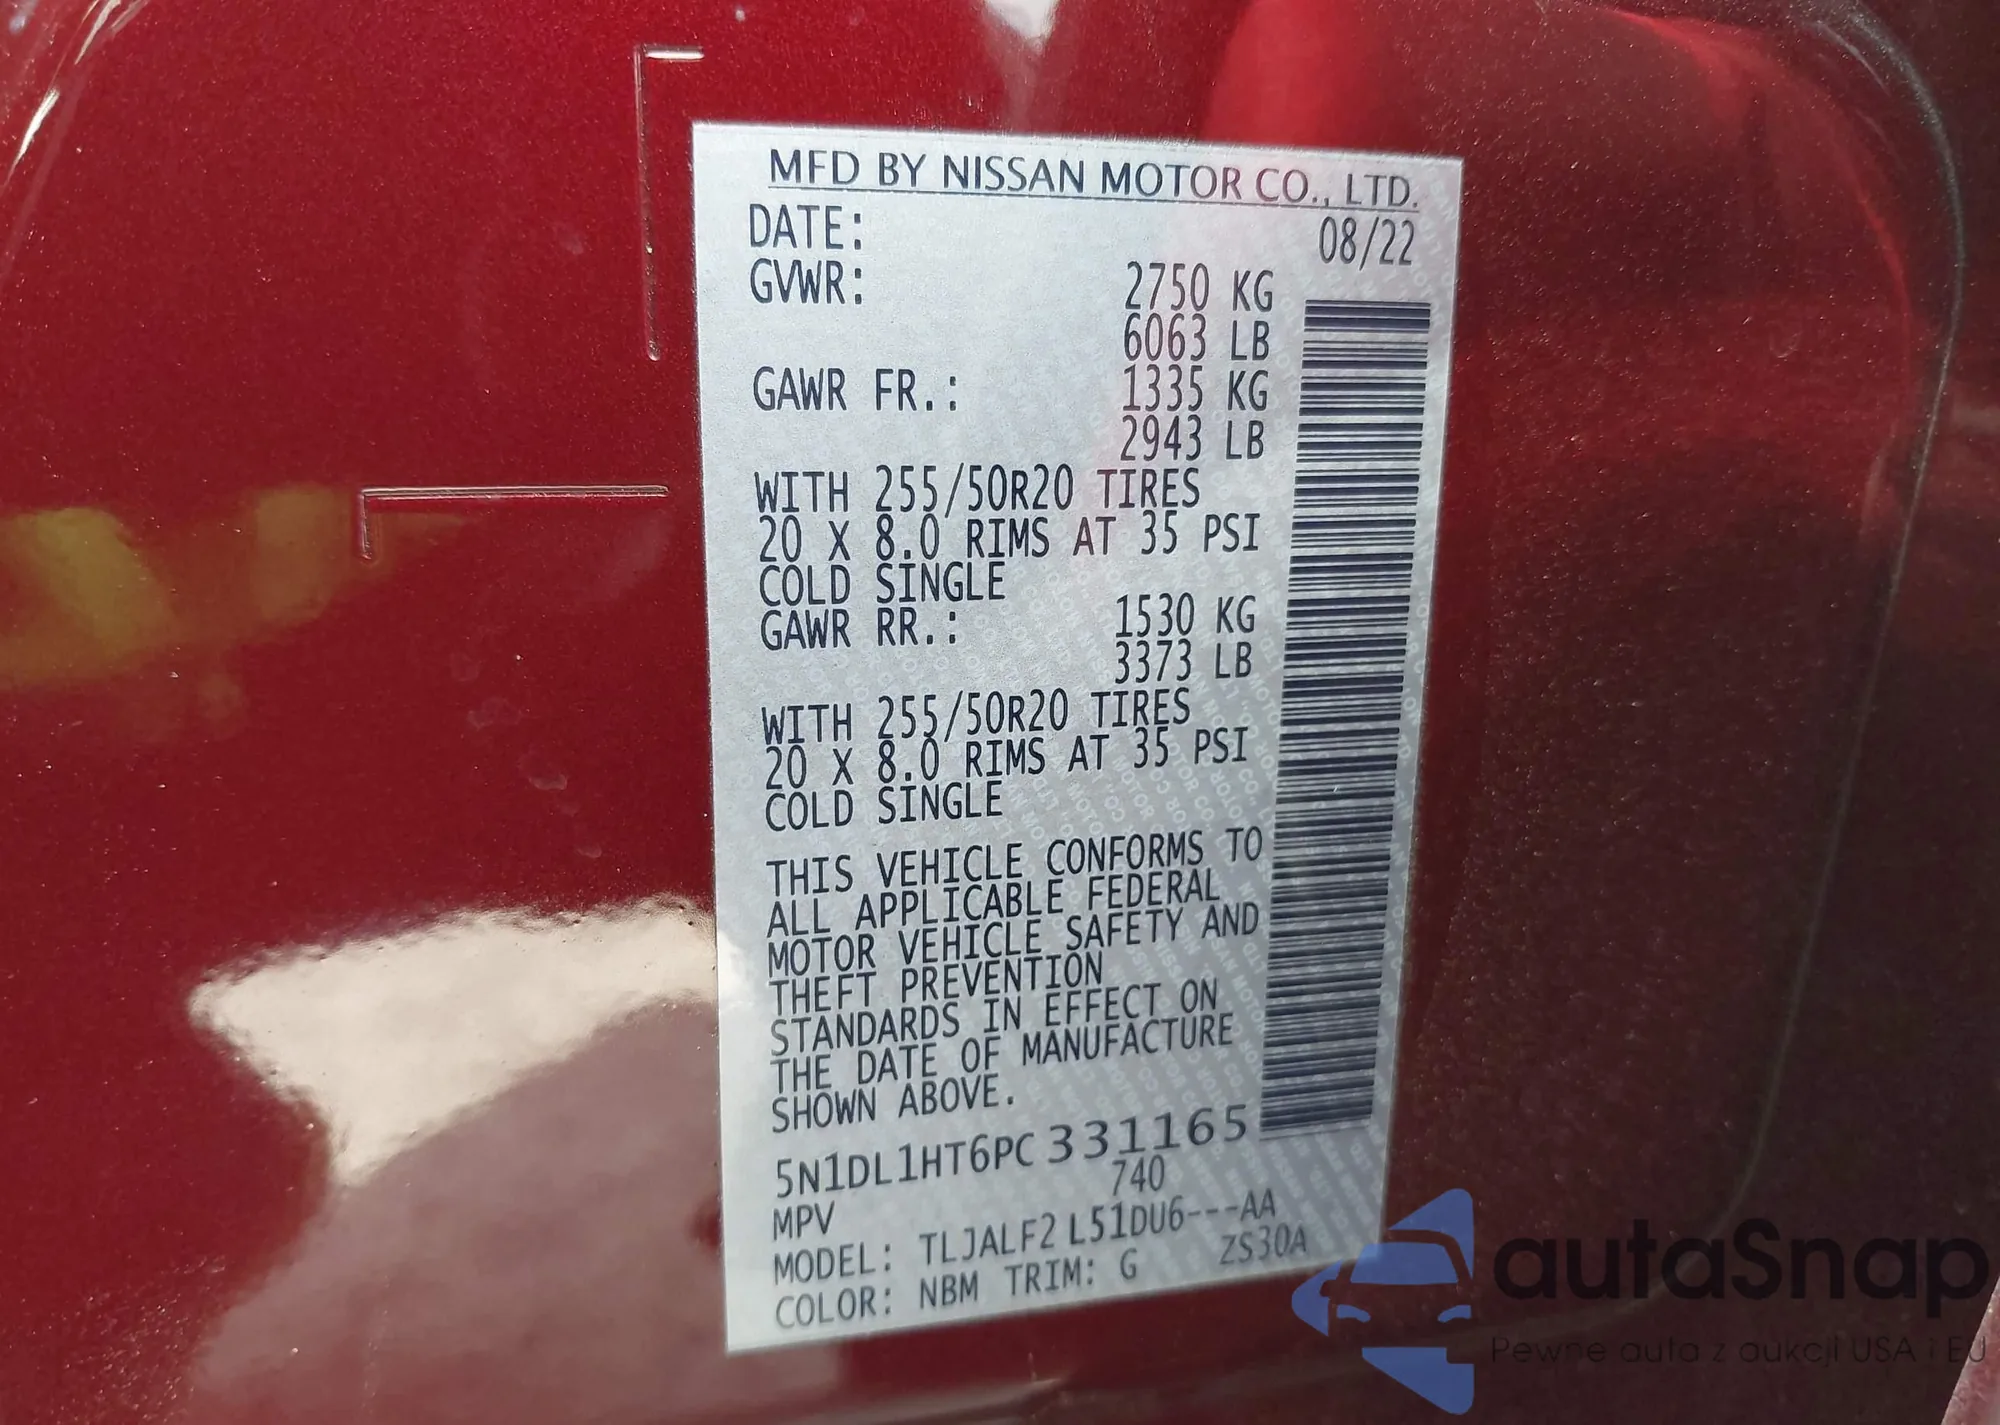 MFD BY NISSAN MOTOR CO., LTD.
DATE: 08/22
GVWR: 2750 KG
6063 LB
GAWR FR.: 1335 KG
2943 LB
WITH 255/50R20 TIRES
20 X 8.0 RIMS AT 35 PSI
COLD SINGLE
GAWR RR.: 1530 KG
3373 LB
WITH 255/50R20 TIRES
20 X 8.0 RIMS AT 35 PSI
COLD SINGLE
THIS VEHICLE CONFORMS TO
ALL APPLICABLE FEDERAL
MOTOR VEHICLE SAFETY AND
THEFT PREVENTION
STANDARDS IN EFFECT ON
THE DATE OF MANUFACTURE
SHOWN ABOVE.
5N1DL1HT6PC331165
740
MPV
MODEL: TLJALF2 L51DU6---AA
COLOR: NBM TRIM: G ZS30A
autaSnap
Pewne auta z aukcji USA i EU